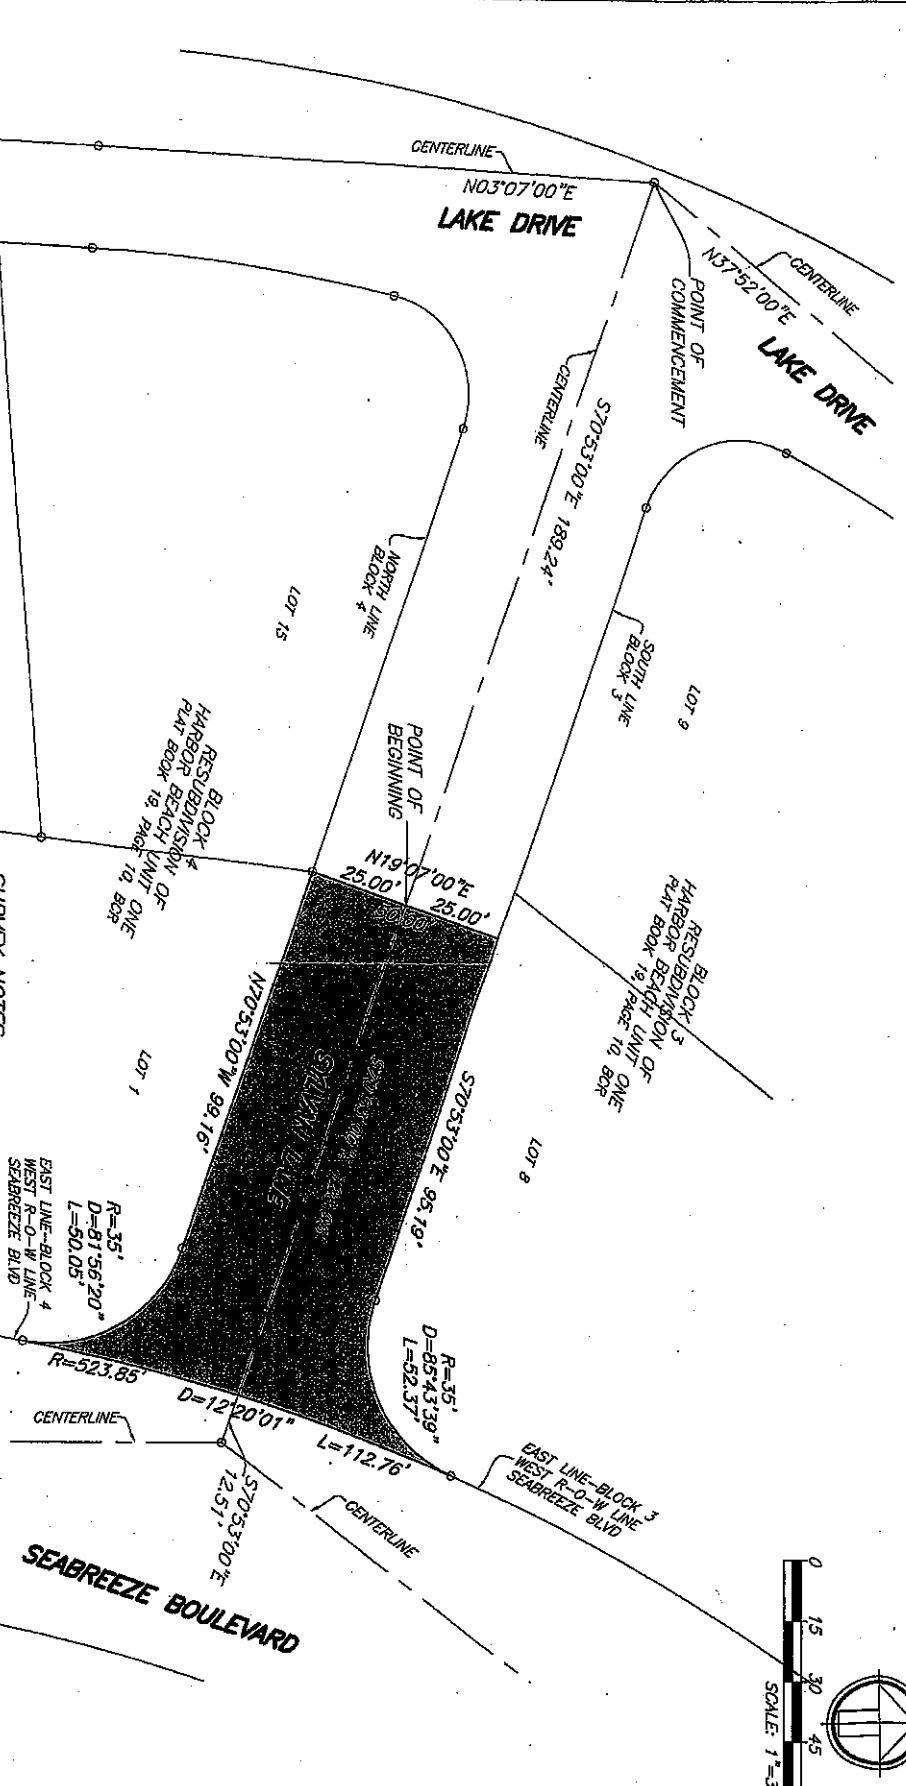 CENTERLINE
N03°07'00"E
LAKE DRIVE
CENTERLINE
N37°52'00"E
LAKE DRIVE
POINT OF
COMMENCEMENT
CENTERLINE
S70°53'00"E 189.24'
NORTH LINE
BLOCK 4
SOUTH LINE
BLOCK 3
LOT 15
LOT 9
BLOCK 4
RESUBDIVISION OF
HARBOR BEACH UNIT ONE
PLAT BOOK 19, PAGE 10, BCR
POINT OF
BEGINNING
N19°07'00"E
25.00'
25.00'
50.00'
BLOCK 3
RESUBDIVISION OF
HARBOR BEACH UNIT ONE
PLAT BOOK 19, PAGE 10, BCR
SURVEY NOTES
LOT 1
N70°53'00"W 99.16'
S70°53'00"E
S70°53'00"E 95.19'
LOT 8
EAST LINE-BLOCK 4
WEST R-O-W LINE
SEABREEZE BLVD
R=35'
D=81°56'20"
L=50.05'
R=35'
D=85°43'39"
L=52.37'
R=523.85'
D=12°20'01"
L=112.76'
CENTERLINE
S70°53'00"E
12.51'
CENTERLINE
EAST LINE-BLOCK 3
WEST R-O-W LINE
SEABREEZE BLVD
SEABREEZE BOULEVARD
0 15 30 45
SCALE: 1"=3